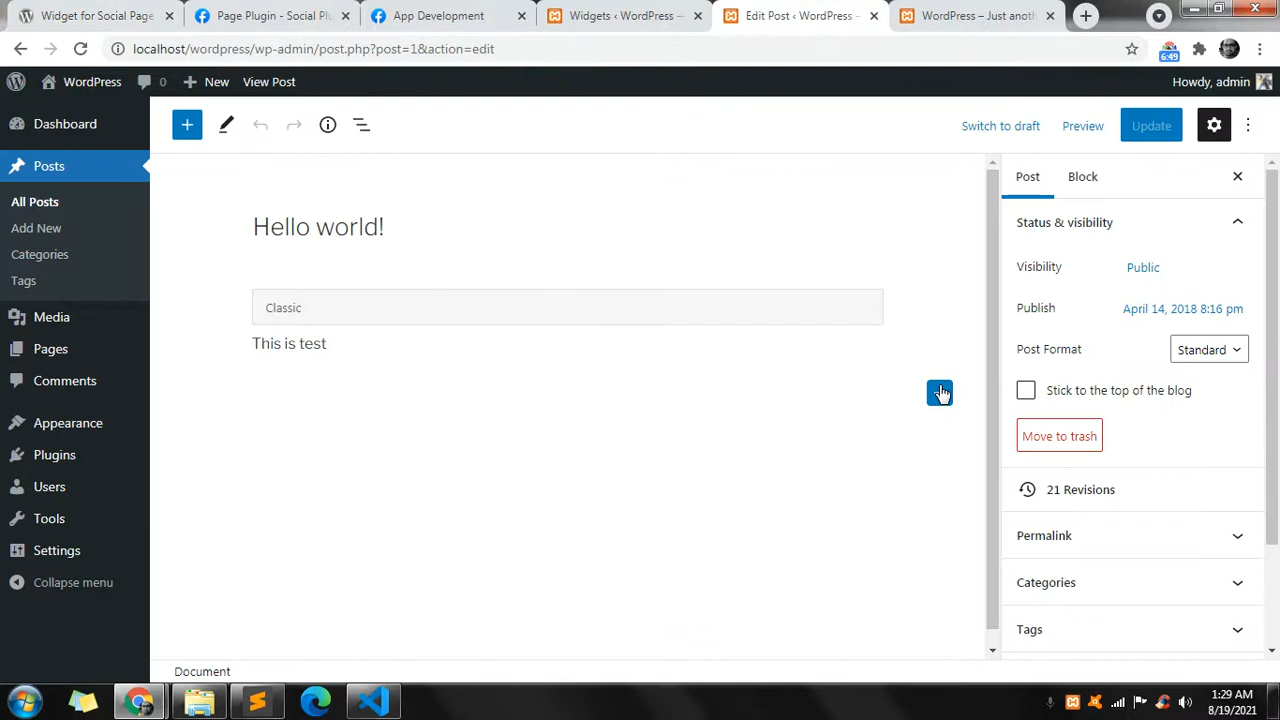 Widget for Social Page
Page Plugin - Social Plu
App Development
Widgets ‹ WordPress —
Edit Post ‹ WordPress —
WordPress – Just anoth
localhost/wordpress/wp-admin/post.php?post=1&action=edit
6:49
WordPress
0
New
View Post
Howdy, admin
Dashboard
Posts
All Posts
Add New
Categories
Tags
Media
Pages
Comments
Appearance
Plugins
Users
Tools
Settings
Collapse menu
Switch to draft
Preview
Update
Hello world!
Classic
This is test
Post
Block
Status & visibility
Visibility
Public
Publish
April 14, 2018 8:16 pm
Post Format
Standard
Stick to the top of the blog
Move to trash
21 Revisions
Permalink
Categories
Tags
Document
1:29 AM
8/19/2021